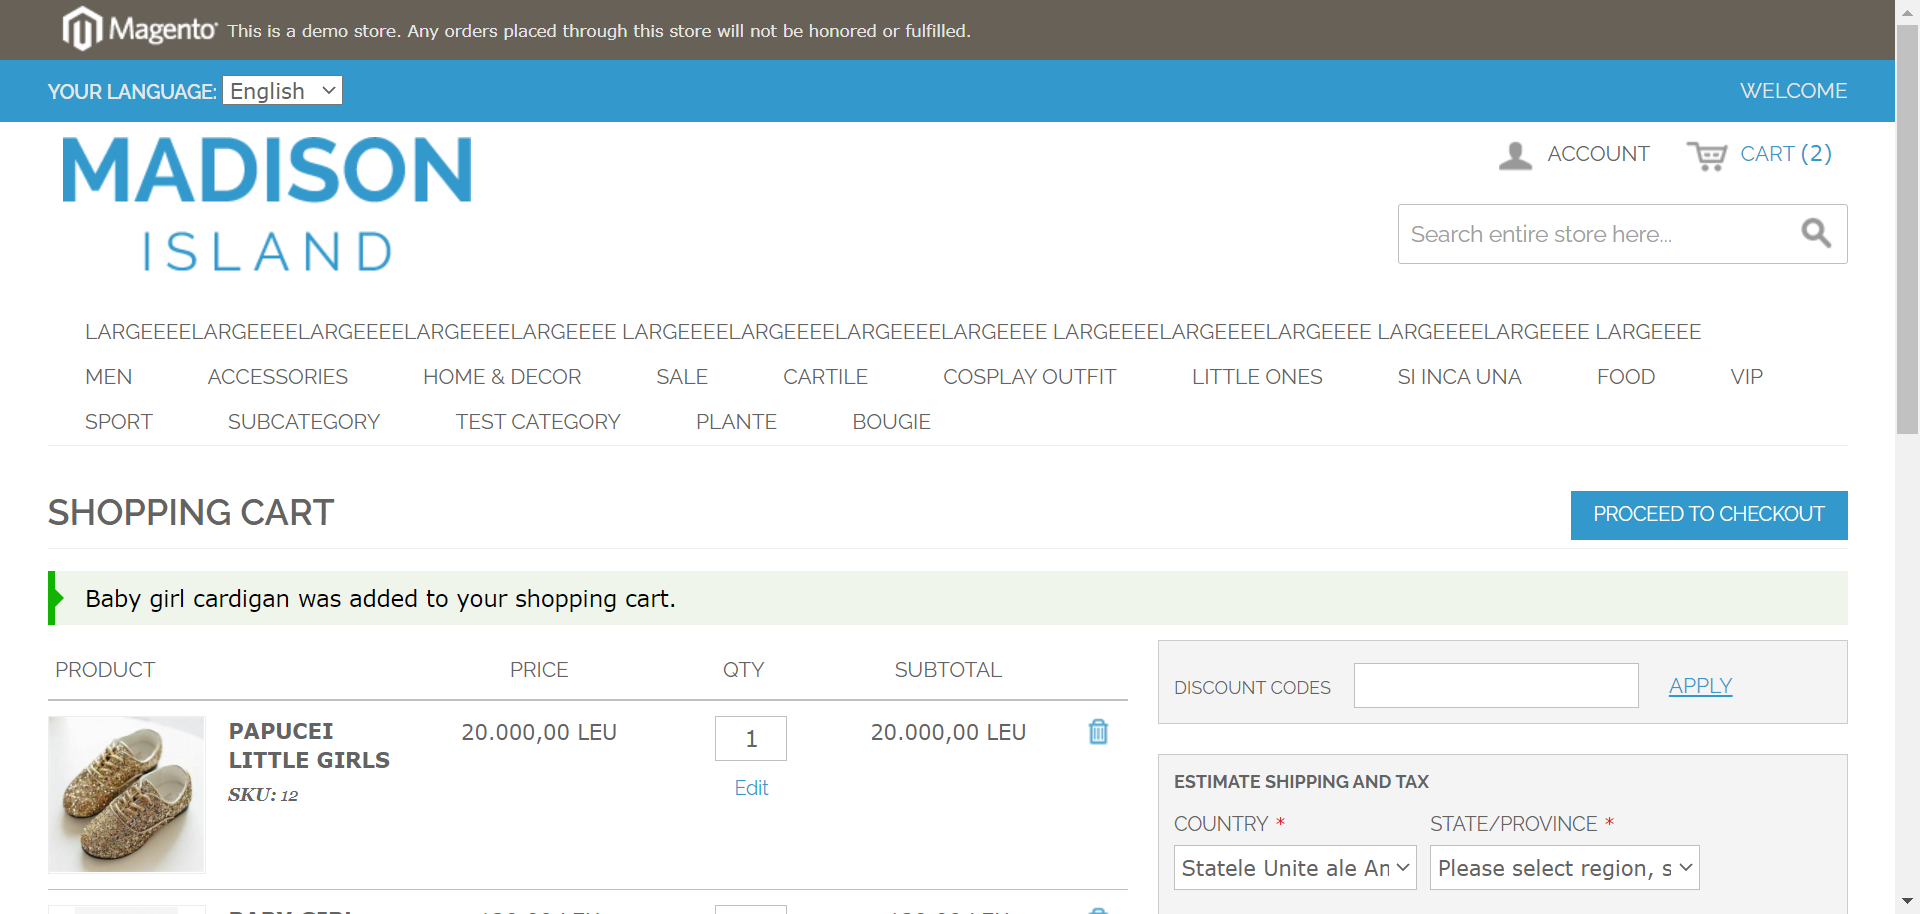 Magento This is a demo store. Any orders placed through this store will not be honored or fulfilled.
YOUR LANGUAGE: English WELCOME
MADISON
ISLAND
ACCOUNT CART (2)
Search entire store here...
LARGEEEELARGEEEELARGEEEELARGEEEELARGEEEE LARGEEEELARGEEEELARGEEEELARGEEEE LARGEEEELARGEEEELARGEEEE LARGEEEELARGEEEE LARGEEEE
MEN ACCESSORIES HOME & DECOR SALE CARTILE COSPLAY OUTFIT LITTLE ONES SI INCA UNA FOOD VIP
SPORT SUBCATEGORY TEST CATEGORY PLANTE BOUGIE
SHOPPING CART PROCEED TO CHECKOUT
Baby girl cardigan was added to your shopping cart.
PRODUCT PRICE QTY SUBTOTAL
PAPUCEI
LITTLE GIRLS
SKU: 12
20.000,00 LEU 1 20.000,00 LEU
Edit
BABY GIRL
DISCOUNT CODES APPLY
ESTIMATE SHIPPING AND TAX
COUNTRY * STATE/PROVINCE *
Statele Unite ale Am Please select region, s